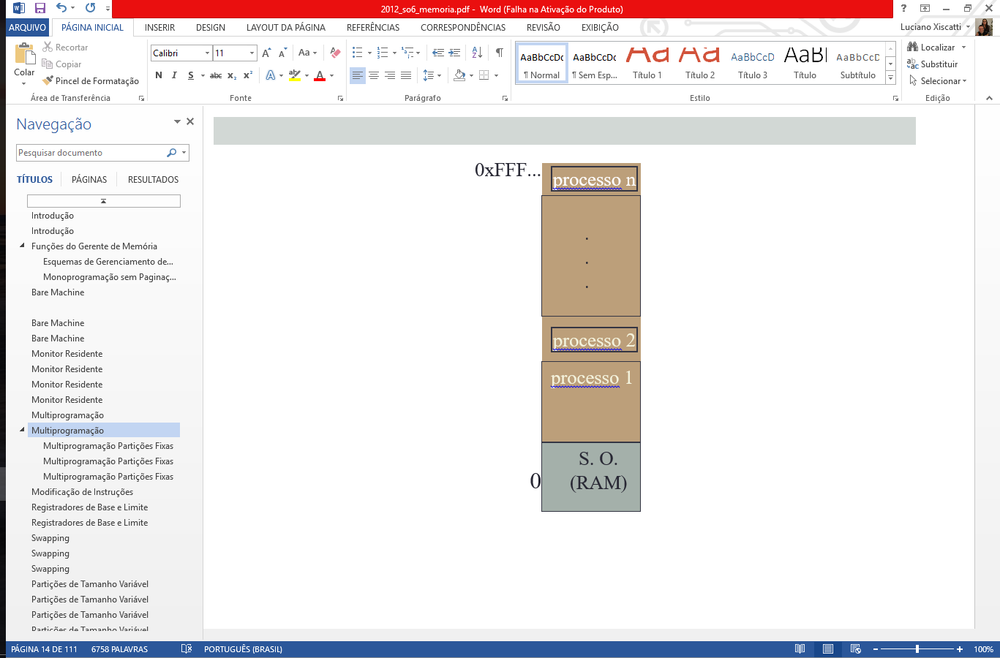 2012_so6_memoria.pdf - Word (Falha na Ativação do Produto)
ARQUIVO PÁGINA INICIAL INSERIR DESIGN LAYOUT DA PÁGINA REFERÊNCIAS CORRESPONDÊNCIAS REVISÃO EXIBIÇÃO Luciano Xiscatti
Colar
Recortar
Copiar
Pincel de Formatação
Área de Transferência
Calibri 11
N I S abc x₂ x²
Fonte
Parágrafo
AaBbCcDc AaBbCcDc AaBbCcD AaBl AaBbCcD
¶ Normal ¶ Sem Esp... Título 1 Título 2 Título 3 Título Subtítulo
Estilo
Localizar
Substituir
Selecionar
Edição
Navegação
Pesquisar documento
TÍTULOS PÁGINAS RESULTADOS
Introdução
Introdução
Funções do Gerente de Memória
Esquemas de Gerenciamento de...
Monoprogramação sem Paginaç...
Bare Machine
Bare Machine
Bare Machine
Monitor Residente
Monitor Residente
Monitor Residente
Monitor Residente
Multiprogramação
Multiprogramação
Multiprogramação Partições Fixas
Multiprogramação Partições Fixas
Multiprogramação Partições Fixas
Modificação de Instruções
Registradores de Base e Limite
Registradores de Base e Limite
Swapping
Swapping
Swapping
Partições de Tamanho Variável
Partições de Tamanho Variável
Partições de Tamanho Variável
Partições de Tamanho Variável
0xFFF...
processo n
.
.
.
processo 2
processo 1
S. O.
0 (RAM)
PÁGINA 14 DE 111 6758 PALAVRAS PORTUGUÊS (BRASIL) 100%